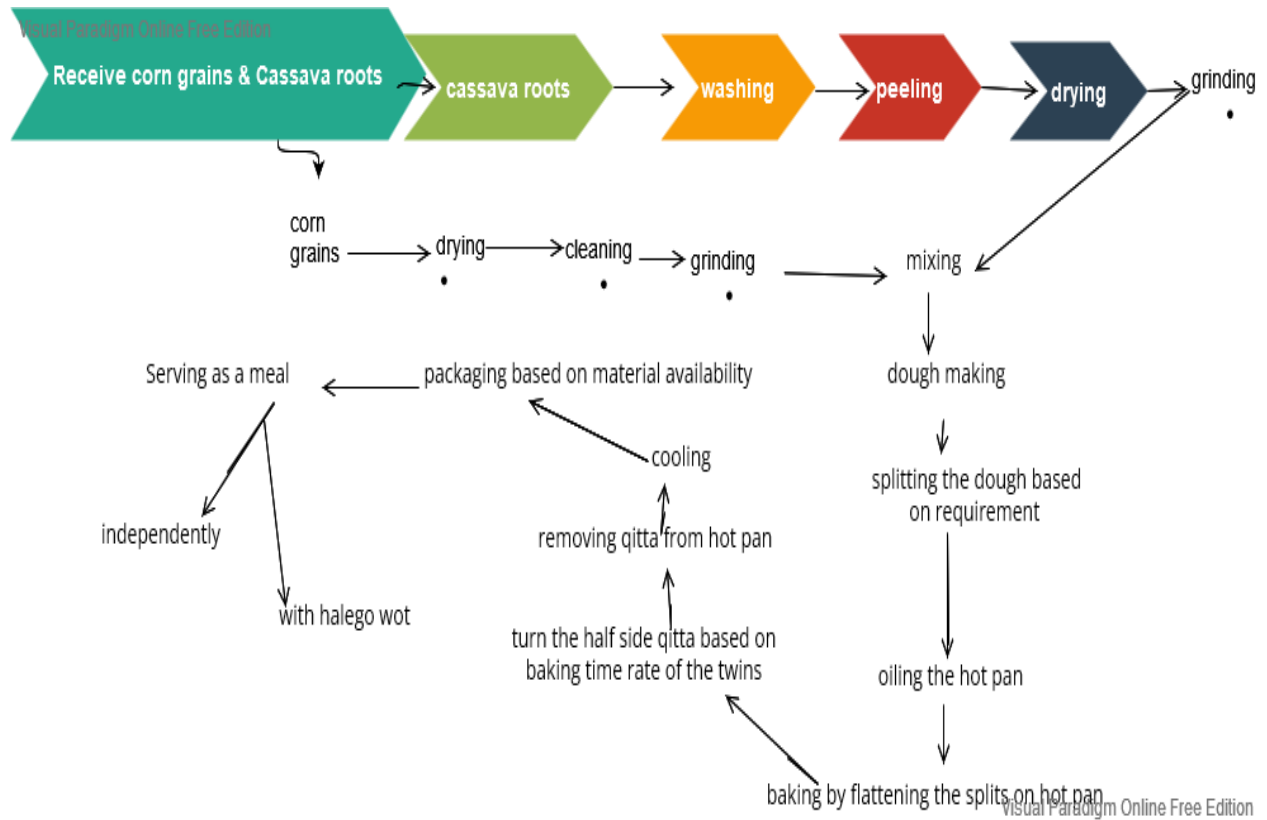 Visual Paradigm Online Free Edition
Receive corn grains & Cassava roots
cassava roots
washing
peeling
drying
grinding
corn
grains
drying
cleaning
grinding
mixing
Serving as a meal
packaging based on material availability
dough making
cooling
splitting the dough based
on requirement
independently
removing qitta from hot pan
with halego wot
turn the half side qitta based on
baking time rate of the twins
oiling the hot pan
baking by flattening the splits on hot pan
Visual Paradigm Online Free Edition